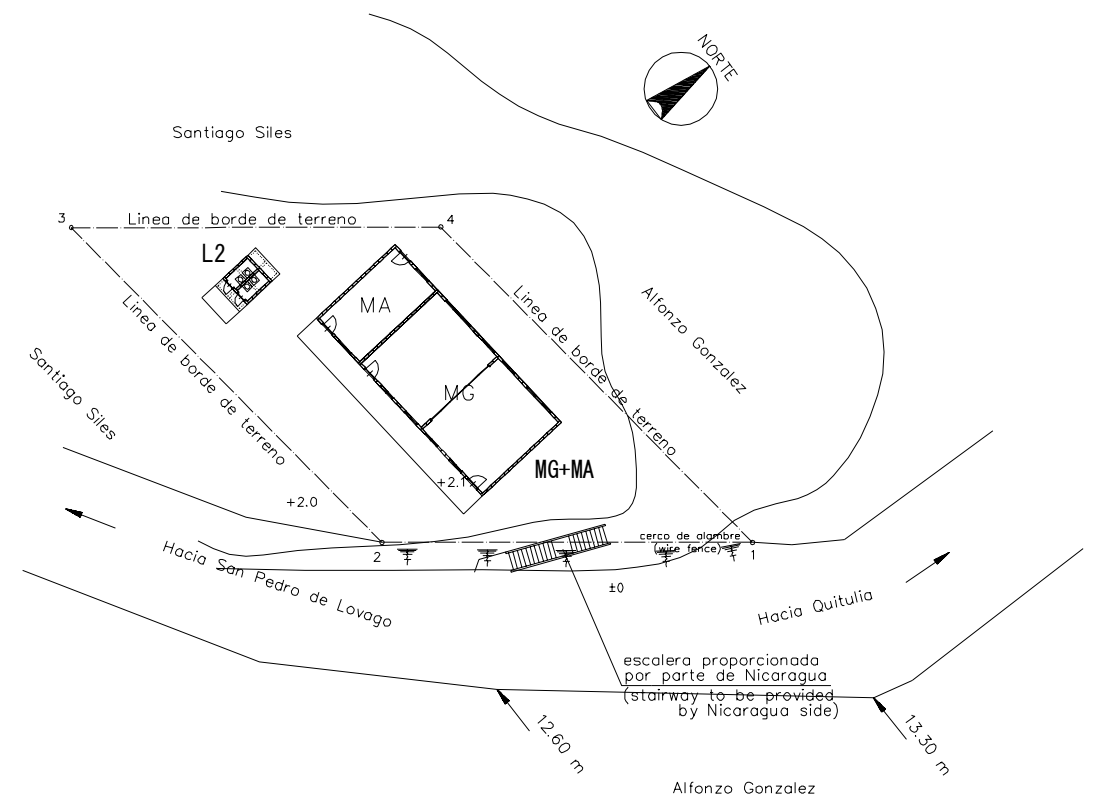 NORTE
Santiago Siles
3
Linea de borde de terreno
4
L2
MA
Linea de borde de terreno
Linea de borde de terreno
Alfonzo Gonzalez
Santiago Siles
MG
MG+MA
+2.1
+2.0
cerco de alambre
(wire fence)
1
2
Hacia San Pedro de Lovago
±0
Hacia Quitulia
escalera proporcionada
por parte de Nicaragua
(stairway to be provided
by Nicaragua side)
12.60 m
13.30 m
Alfonzo Gonzalez